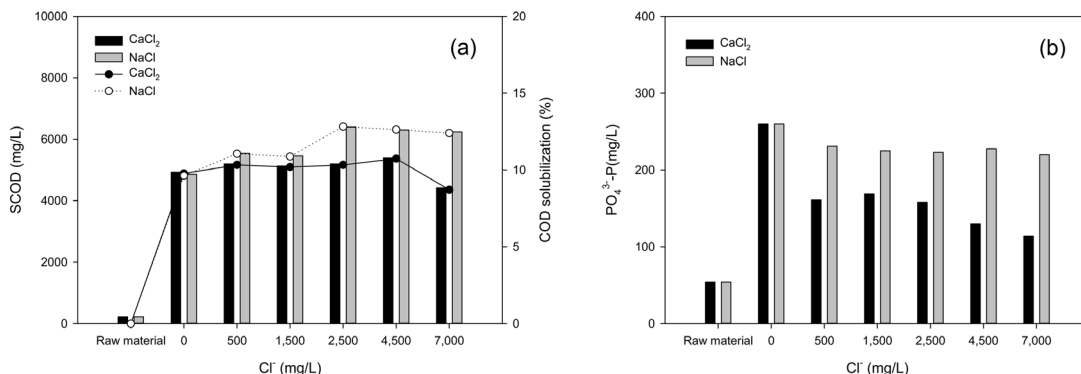 10000
8000
6000
4000
2000
0
SCOD (mg/L)
CaCl₂
NaCl
CaCl₂
NaCl
(a)
20
15
10
5
0
COD solubilization (%)
Raw material 0 500 1,500 2,500 4,500 7,000
Cl⁻ (mg/L)
400
300
200
100
0
PO₄³⁻-P(mg/L)
CaCl₂
NaCl
(b)
Raw material 0 500 1,500 2,500 4,500 7,000
Cl⁻ (mg/L)